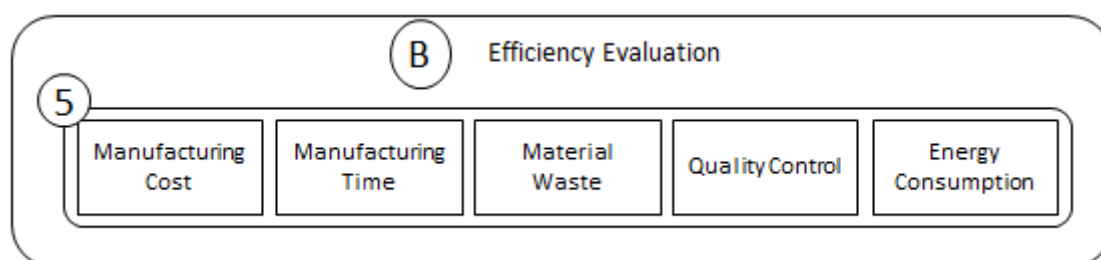 B Efficiency Evaluation
5
Manufacturing
Cost
Manufacturing
Time
Material
Waste
Quality Control
Energy
Consumption